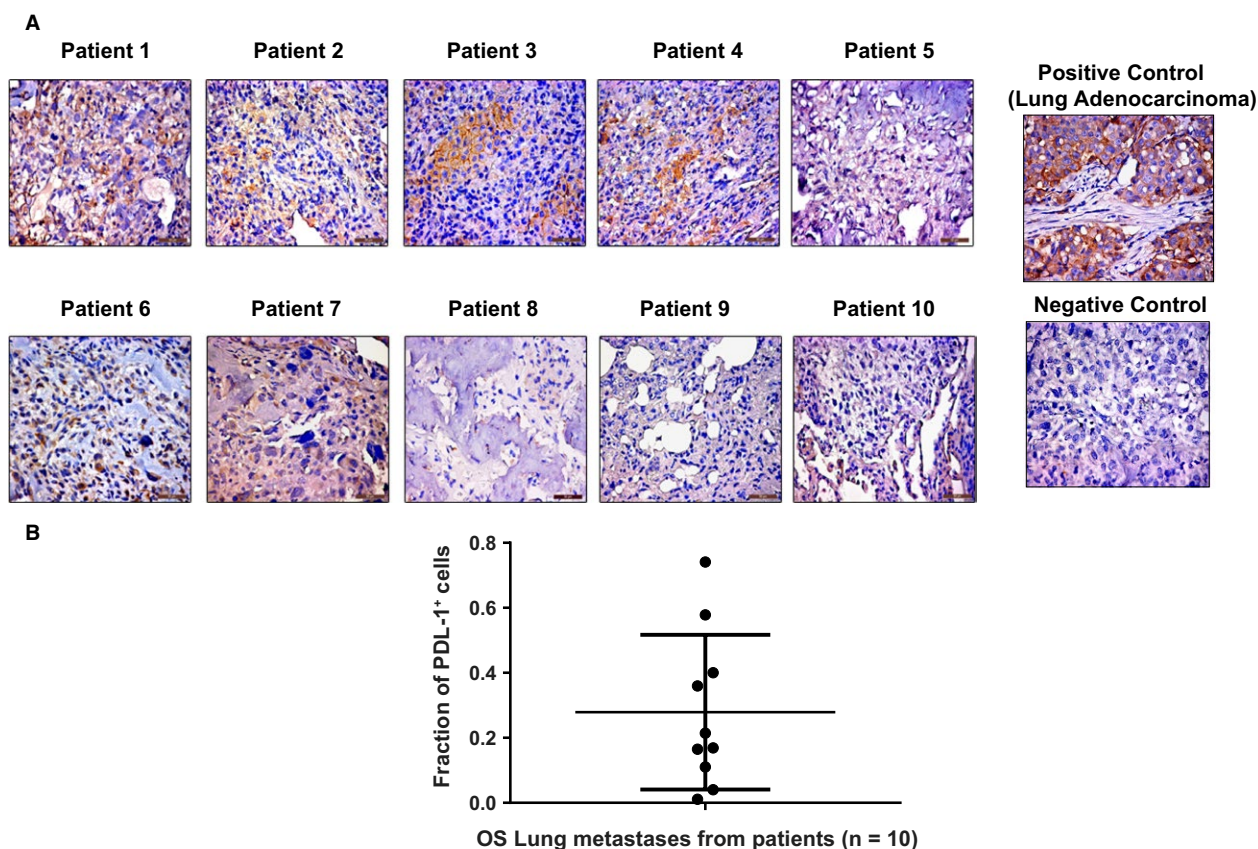 A
Patient 1
Patient 2
Patient 3
Patient 4
Patient 5
Positive Control
(Lung Adenocarcinoma)
Patient 6
Patient 7
Patient 8
Patient 9
Patient 10
Negative Control
B
Fraction of PDL-1⁺ cells
0.8
0.6
0.4
0.2
0.0
OS Lung metastases from patients (n = 10)